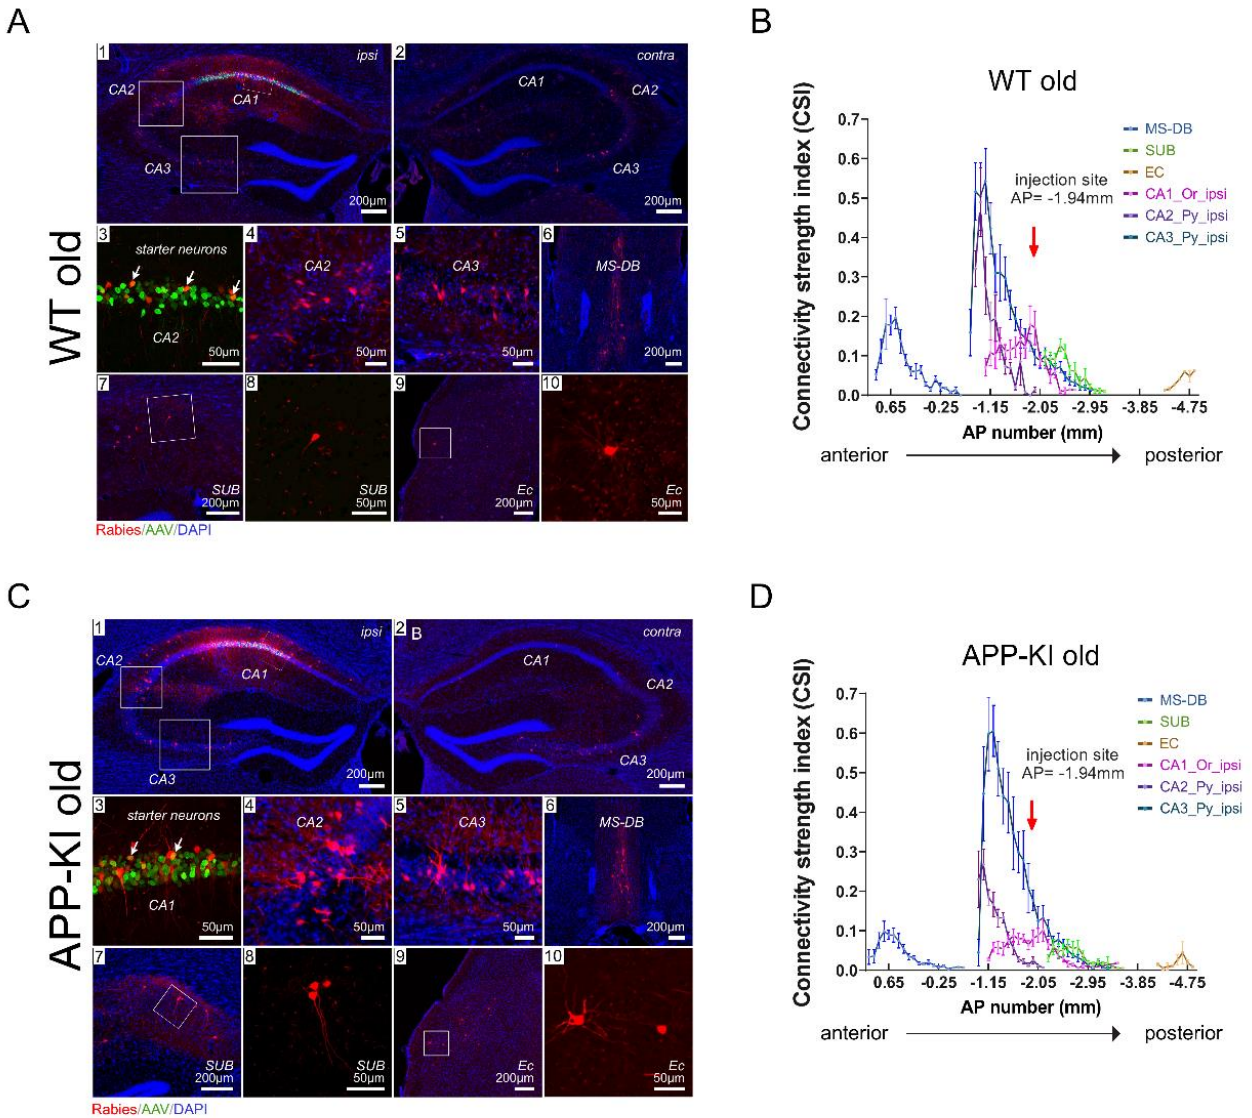 A
WT old
1
ipsi
CA2
CA1
CA3
200µm
2
contra
CA1
CA2
CA3
200µm
3
starter neurons
CA2
50µm
4
CA2
50µm
5
CA3
50µm
6
MS-DB
200µm
7
SUB
200µm
8
SUB
50µm
9
Ec
200µm
10
Ec
50µm
Rabies/AAV/DAPI
B
WT old
Connectivity strength index (CSI)
0.7
0.6
0.5
0.4
0.3
0.2
0.1
0.0
injection site
AP= -1.94mm
MS-DB
SUB
EC
CA1_Or_ipsi
CA2_Py_ipsi
CA3_Py_ipsi
0.65 -0.25 -1.15 -2.05 -2.95 -3.85 -4.75
AP number (mm)
anterior posterior
C
APP-KI old
1
ipsi
CA2
CA1
CA3
200µm
2
B
contra
CA1
CA2
CA3
200µm
3
starter neurons
CA1
50µm
4
CA2
50µm
5
CA3
50µm
6
MS-DB
200µm
7
SUB
200µm
8
SUB
50µm
9
Ec
200µm
10
Ec
50µm
Rabies/AAV/DAPI
D
APP-KI old
Connectivity strength index (CSI)
0.7
0.6
0.5
0.4
0.3
0.2
0.1
0.0
injection site
AP= -1.94mm
MS-DB
SUB
EC
CA1_Or_ipsi
CA2_Py_ipsi
CA3_Py_ipsi
0.65 -0.25 -1.15 -2.05 -2.95 -3.85 -4.75
AP number (mm)
anterior posterior